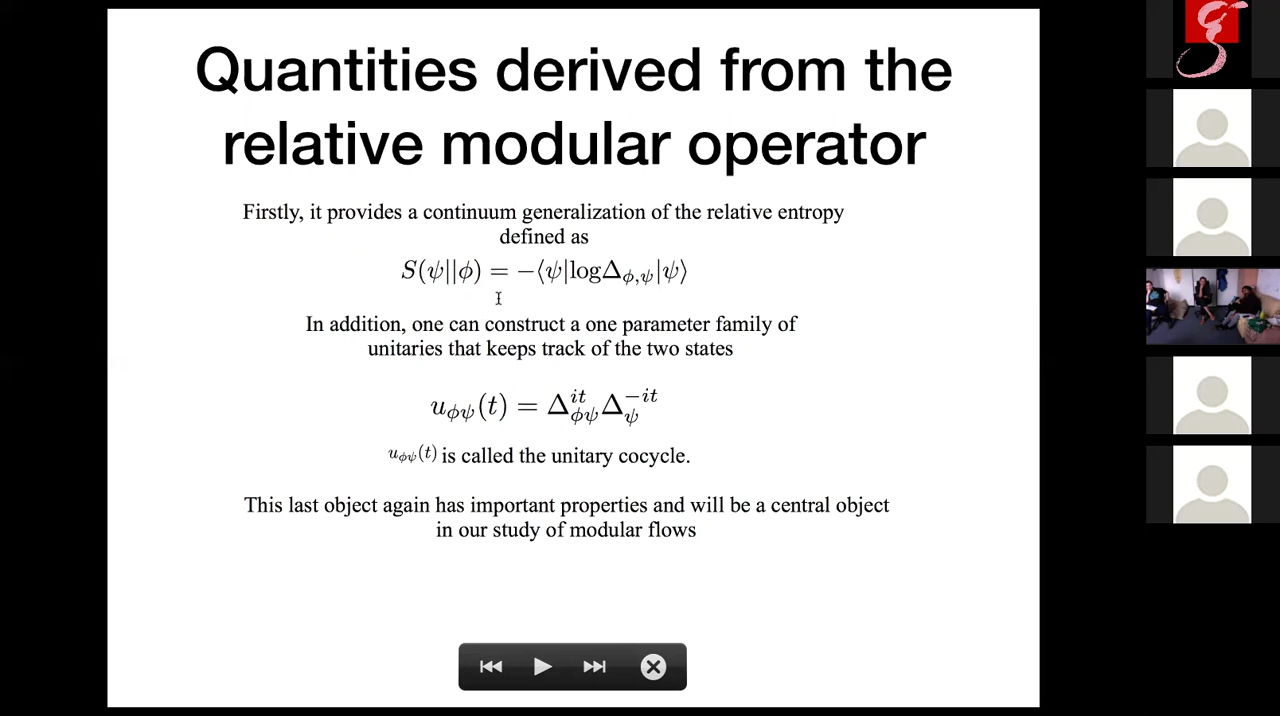 Quantities derived from the
relative modular operator
Firstly, it provides a continuum generalization of the relative entropy
defined as
S(ψ||ϕ) = −⟨ψ|logΔ_{ϕ,ψ}|ψ⟩
In addition, one can construct a one parameter family of
unitaries that keeps track of the two states
u_{ϕψ}(t) = Δ_{ϕψ}^{it} Δ_ψ^{−it}
u_{ϕψ}(t) is called the unitary cocycle.
This last object again has important properties and will be a central object
in our study of modular flows